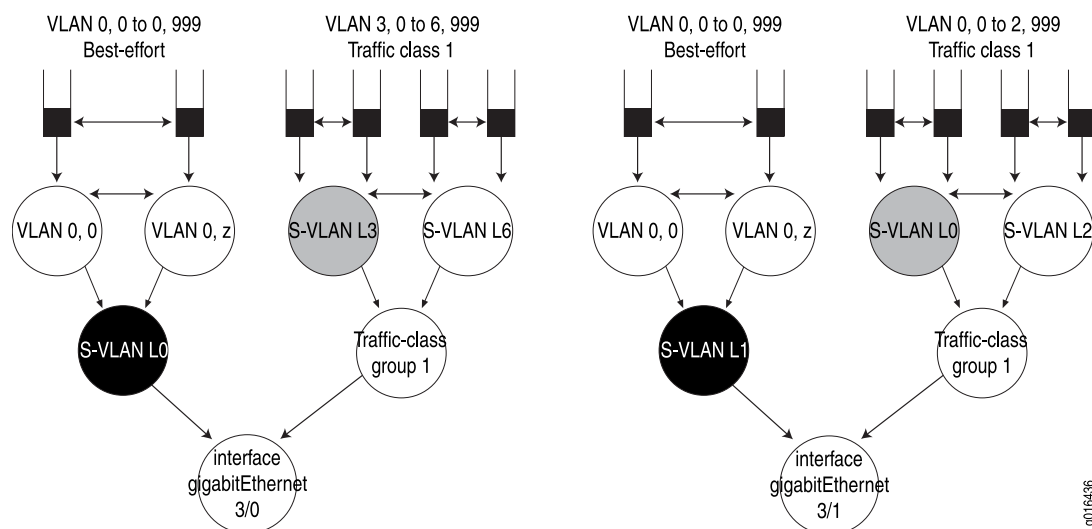 VLAN 0, 0 to 0, 999
Best-effort
VLAN 3, 0 to 6, 999
Traffic class 1
VLAN 0, 0 to 0, 999
Best-effort
VLAN 0, 0 to 2, 999
Traffic class 1
VLAN 0, 0
VLAN 0, z
S-VLAN L3
S-VLAN L6
VLAN 0, 0
VLAN 0, z
S-VLAN L0
S-VLAN L2
S-VLAN L0
Traffic-class
group 1
S-VLAN L1
Traffic-class
group 1
interface
gigabitEthernet
3/0
interface
gigabitEthernet
3/1
g016436